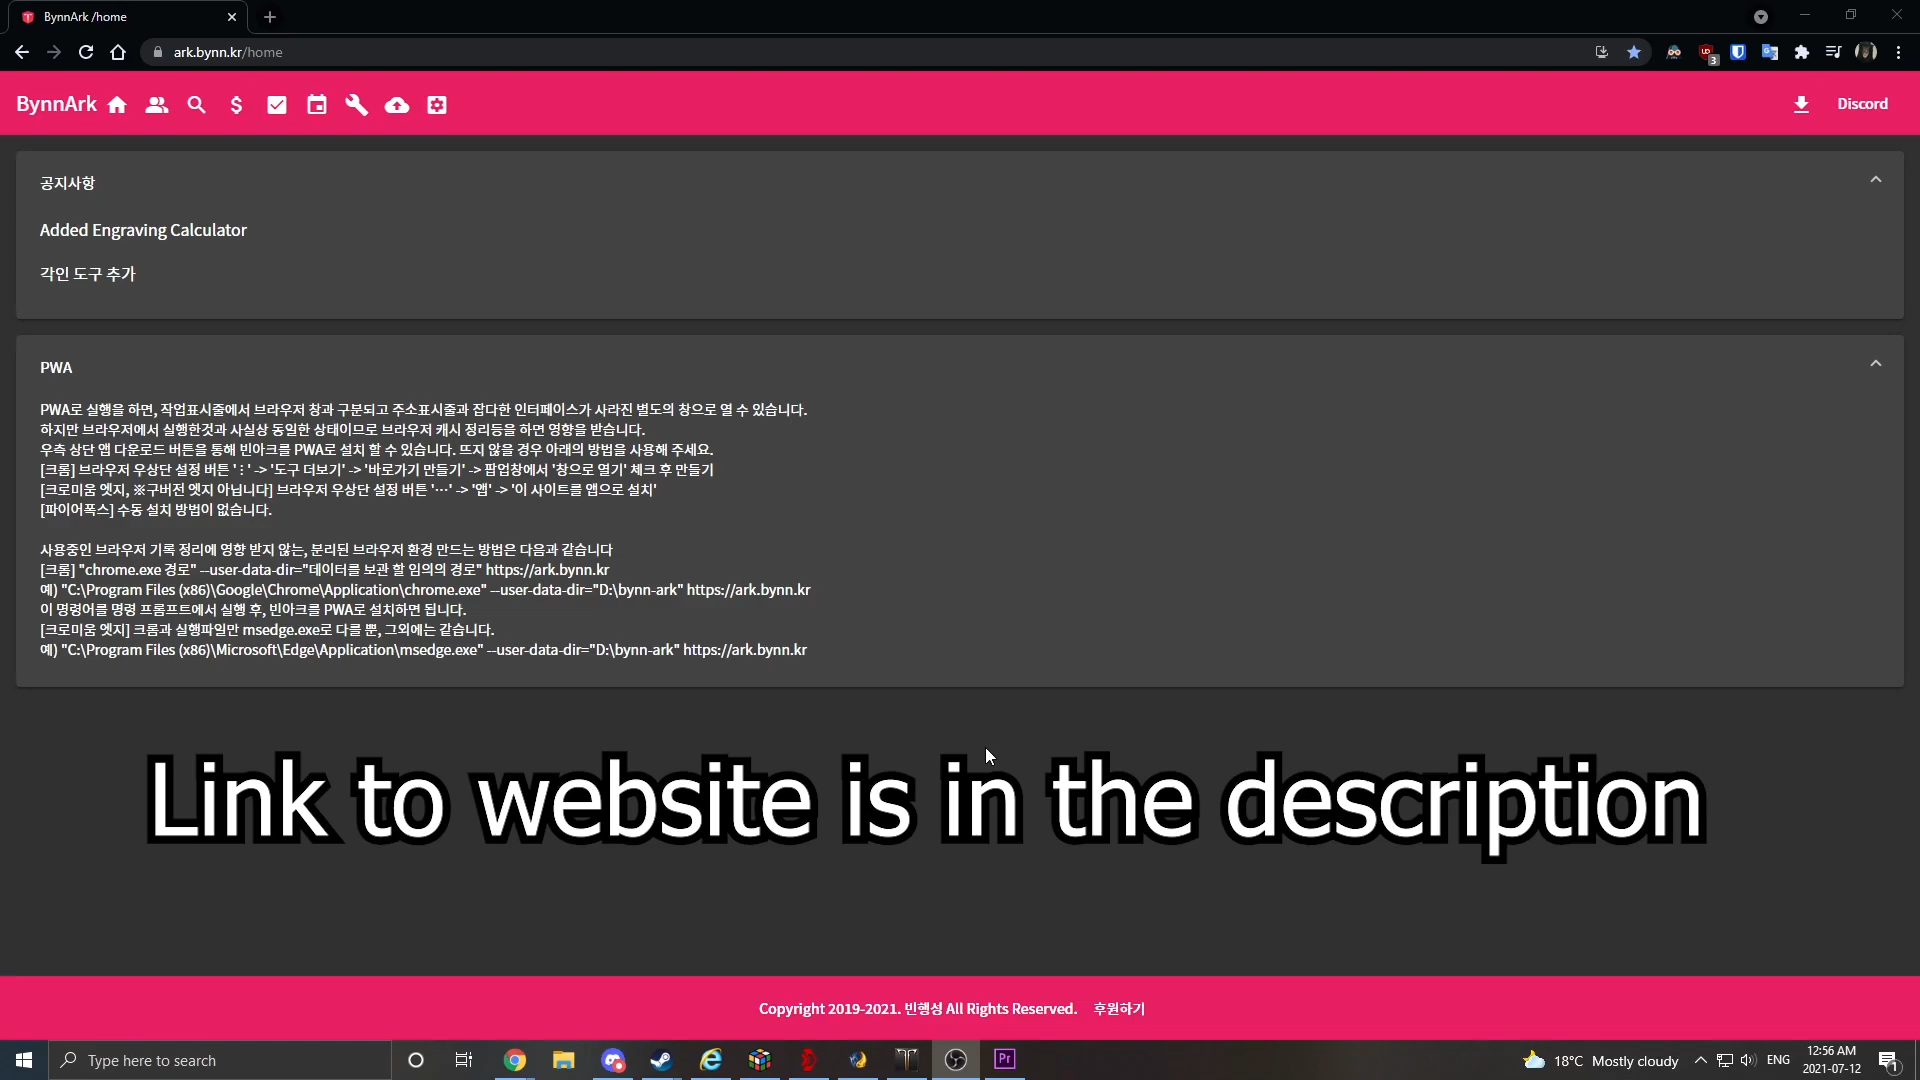 BynnArk /home
ark.bynn.kr/home
3
BynnArk
Discord
공지사항
Added Engraving Calculator
각인 도구 추가
PWA
PWA로 실행을 하면, 작업표시줄에서 브라우저 창과 구분되고 주소표시줄과 잡다한 인터페이스가 사라진 별도의 창으로 열 수 있습니다.
하지만 브라우저에서 실행한것과 사실상 동일한 상태이므로 브라우저 캐시 정리등을 하면 영향을 받습니다.
우측 상단 앱 다운로드 버튼을 통해 빈아크를 PWA로 설치 할 수 있습니다. 뜨지 않을 경우 아래의 방법을 사용해 주세요.
[크롬] 브라우저 우상단 설정 버튼 '⋮' -> '도구 더보기' -> '바로가기 만들기' -> 팝업창에서 '창으로 열기' 체크 후 만들기
[크로미움 엣지, ※구버전 엣지 아닙니다] 브라우저 우상단 설정 버튼 '⋯' -> '앱' -> '이 사이트를 앱으로 설치'
[파이어폭스] 수동 설치 방법이 없습니다.
사용중인 브라우저 기록 정리에 영향 받지 않는, 분리된 브라우저 환경 만드는 방법은 다음과 같습니다
[크롬] "chrome.exe 경로" --user-data-dir="데이터를 보관 할 임의의 경로" https://ark.bynn.kr
예) "C:\Program Files (x86)\Google\Chrome\Application\chrome.exe" --user-data-dir="D:\bynn-ark" https://ark.bynn.kr
이 명령어를 명령 프롬프트에서 실행 후, 빈아크를 PWA로 설치하면 됩니다.
[크로미움 엣지] 크롬과 실행파일만 msedge.exe로 다를 뿐, 그외에는 같습니다.
예) "C:\Program Files (x86)\Microsoft\Edge\Application\msedge.exe" --user-data-dir="D:\bynn-ark" https://ark.bynn.kr
Link to website is in the description
Copyright 2019-2021. 빈행성 All Rights Reserved. 후원하기
Type here to search
Pr
18°C Mostly cloudy
ENG
12:56 AM
2021-07-12
1